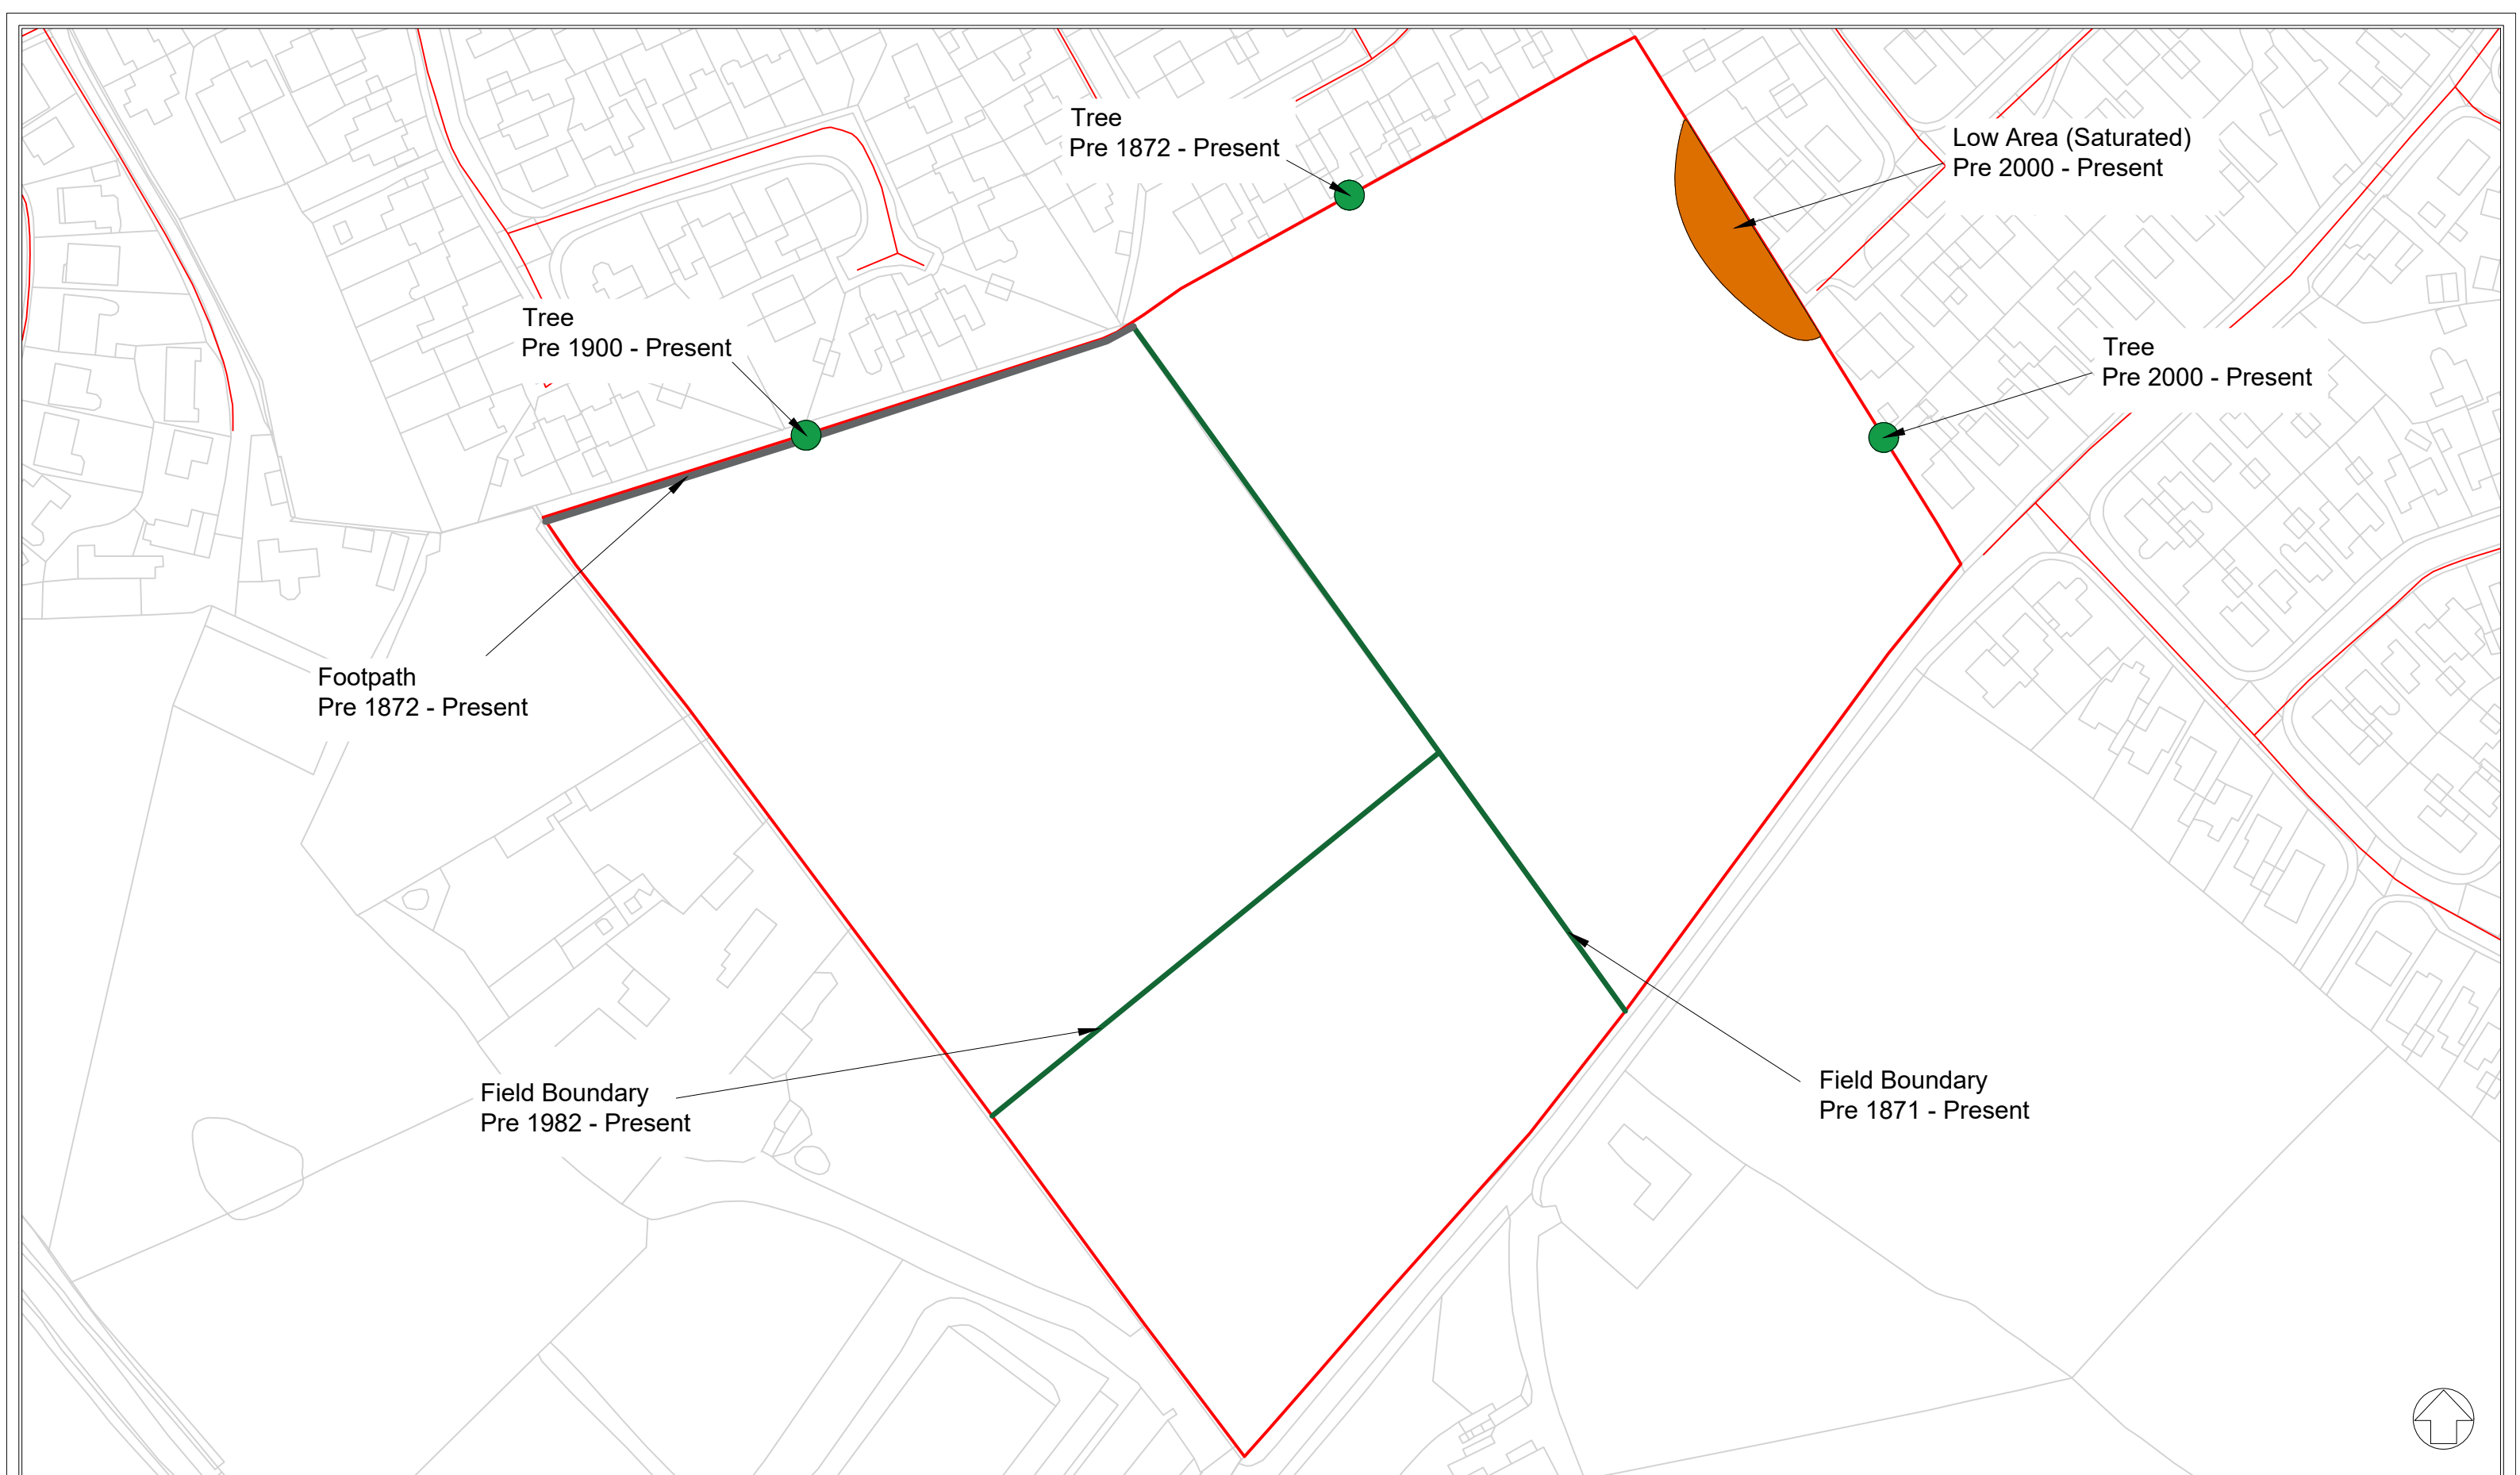 Tree
Pre 1872 - Present
Low Area (Saturated)
Pre 2000 - Present
Tree
Pre 1900 - Present
Tree
Pre 2000 - Present
Footpath
Pre 1872 - Present
Field Boundary
Pre 1982 - Present
Field Boundary
Pre 1871 - Present